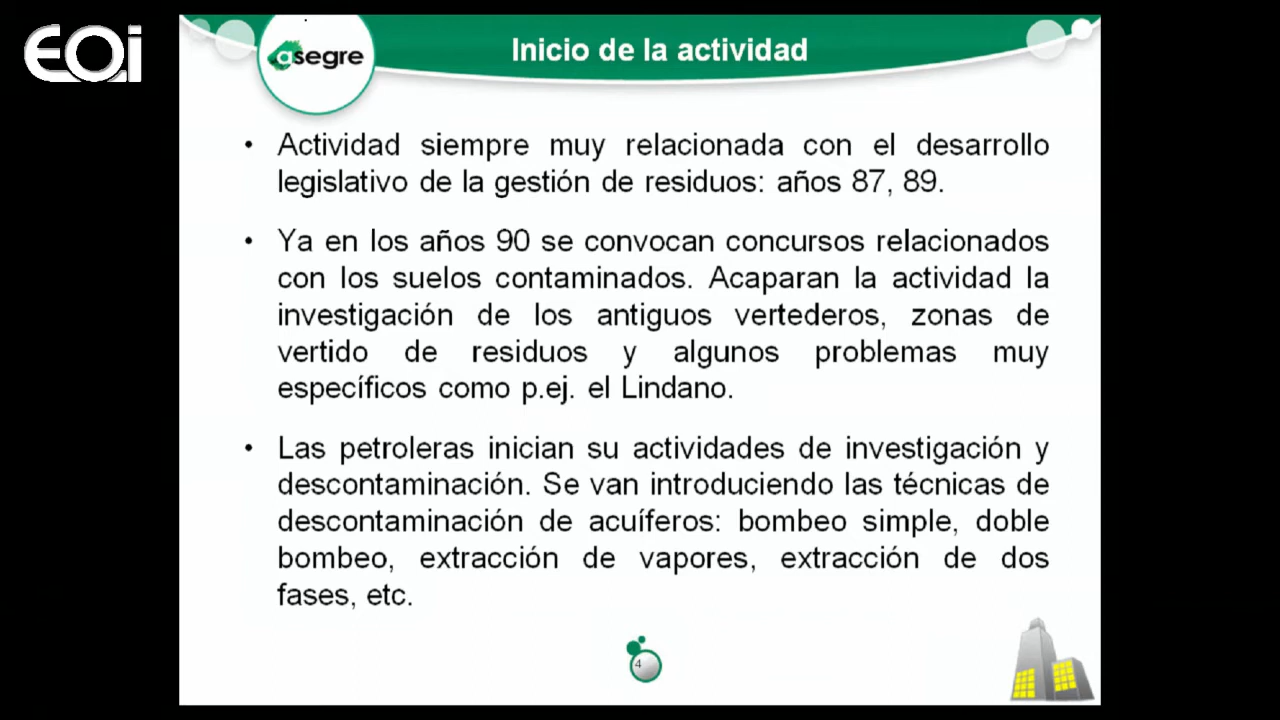 EOi
asegre
Inicio de la actividad
• Actividad siempre muy relacionada con el desarrollo
legislativo de la gestión de residuos: años 87, 89.
• Ya en los años 90 se convocan concursos relacionados
con los suelos contaminados. Acaparan la actividad la
investigación de los antiguos vertederos, zonas de
vertido de residuos y algunos problemas muy
específicos como p.ej. el Lindano.
• Las petroleras inician su actividades de investigación y
descontaminación. Se van introduciendo las técnicas de
descontaminación de acuíferos: bombeo simple, doble
bombeo, extracción de vapores, extracción de dos
fases, etc.
4